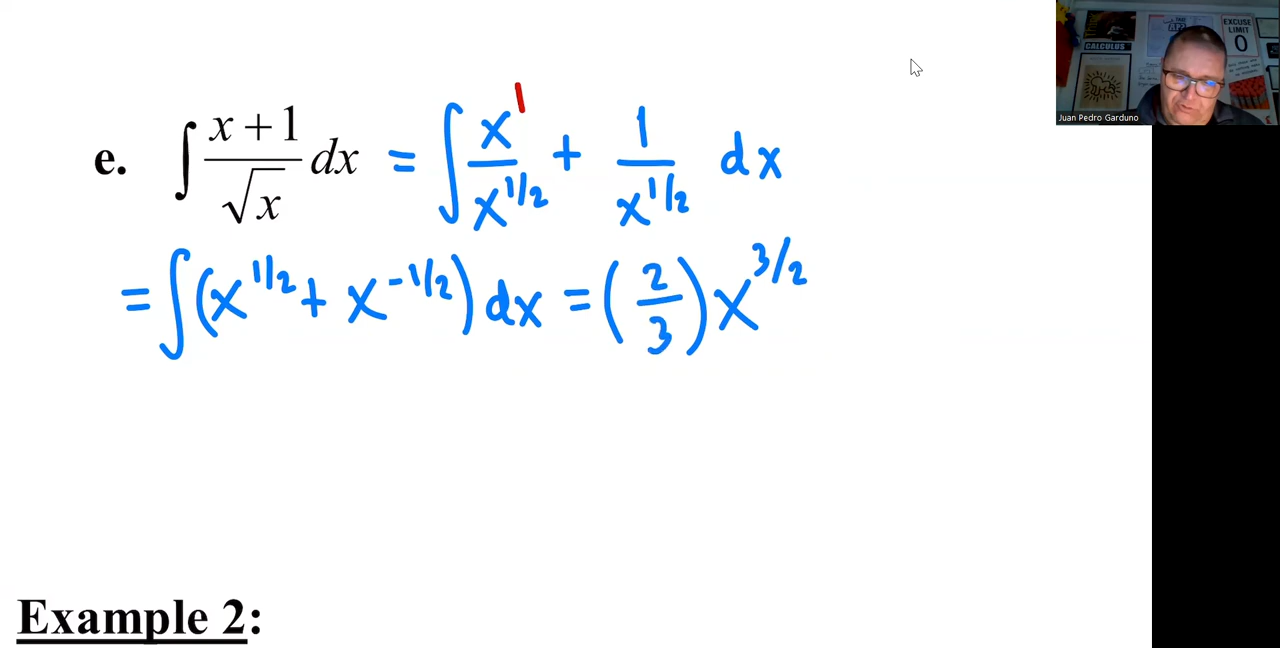 EXCUSE
LIMIT
0
CALCULUS
Juan Pedro Garduno
e. ∫ (x + 1)/√x dx = ∫ x^1/x^(1/2) + 1/x^(1/2) dx
= ∫ (x^(1/2) + x^(-1/2)) dx = (2/3) x^(3/2)
Example 2: